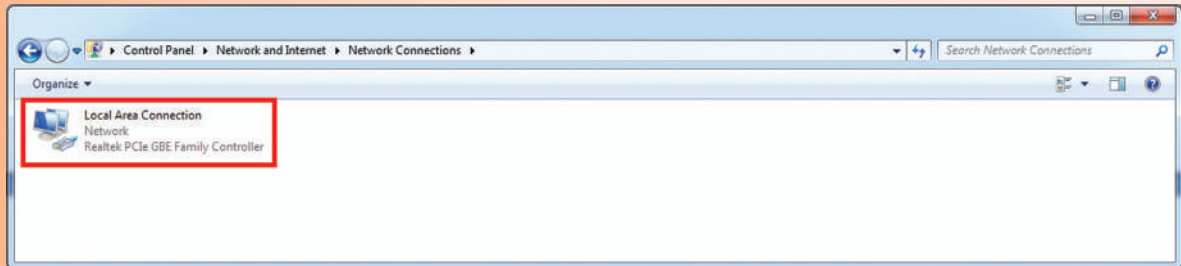 Control Panel ▸ Network and Internet ▸ Network Connections ▸
Search Network Connections
Organize
Local Area Connection
Network
Realtek PCIe GBE Family Controller